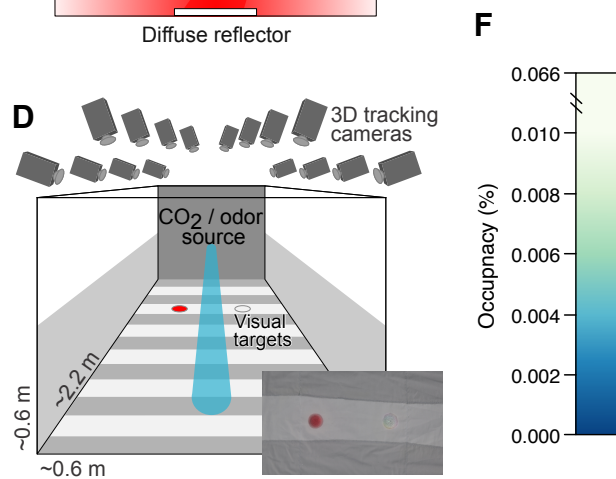 Diffuse reflector
F
D
3D tracking
cameras
CO2 / odor
source
Visual
targets
~2.2 m
~0.6 m
~0.6 m
Occupnacy (%)
0.066
0.010
0.008
0.006
0.004
0.002
0.000